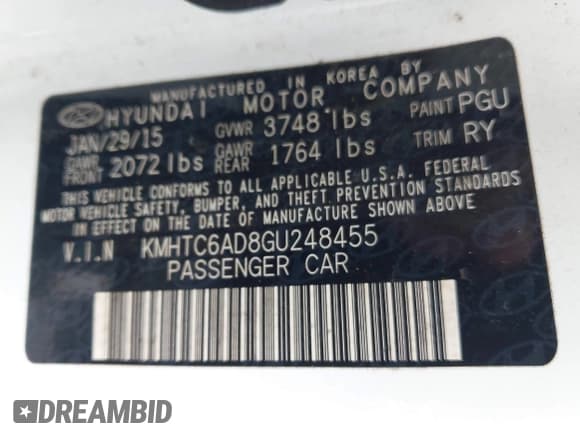 MANUFACTURED IN KOREA BY
HYUNDAI MOTOR COMPANY
JAN/29/15 GVWR 3748 lbs PAINT PGU
GAWR FRONT 2072 lbs GAWR REAR 1764 lbs TRIM RY
THIS VEHICLE CONFORMS TO ALL APPLICABLE U.S.A. FEDERAL
MOTOR VEHICLE SAFETY, BUMPER, AND THEFT PREVENTION STANDARDS
IN EFFECT ON THE DATE OF MANUFACTURE SHOWN ABOVE.
V.I.N KMHTC6AD8GU248455
PASSENGER CAR
DREAMBID